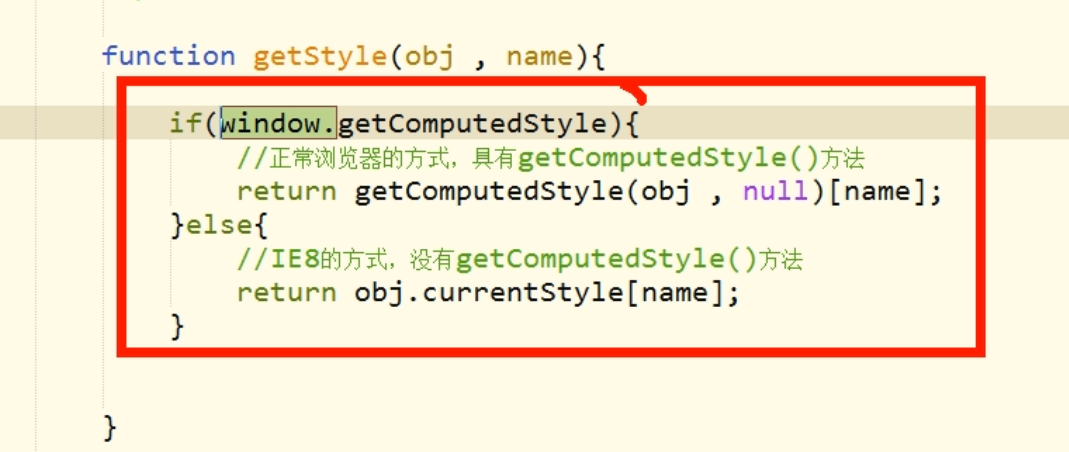 function getStyle(obj , name){
if(window.getComputedStyle){
//正常浏览器的方式，具有getComputedStyle()方法
return getComputedStyle(obj , null)[name];
}else{
//IE8的方式，没有getComputedStyle()方法
return obj.currentStyle[name];
}
}